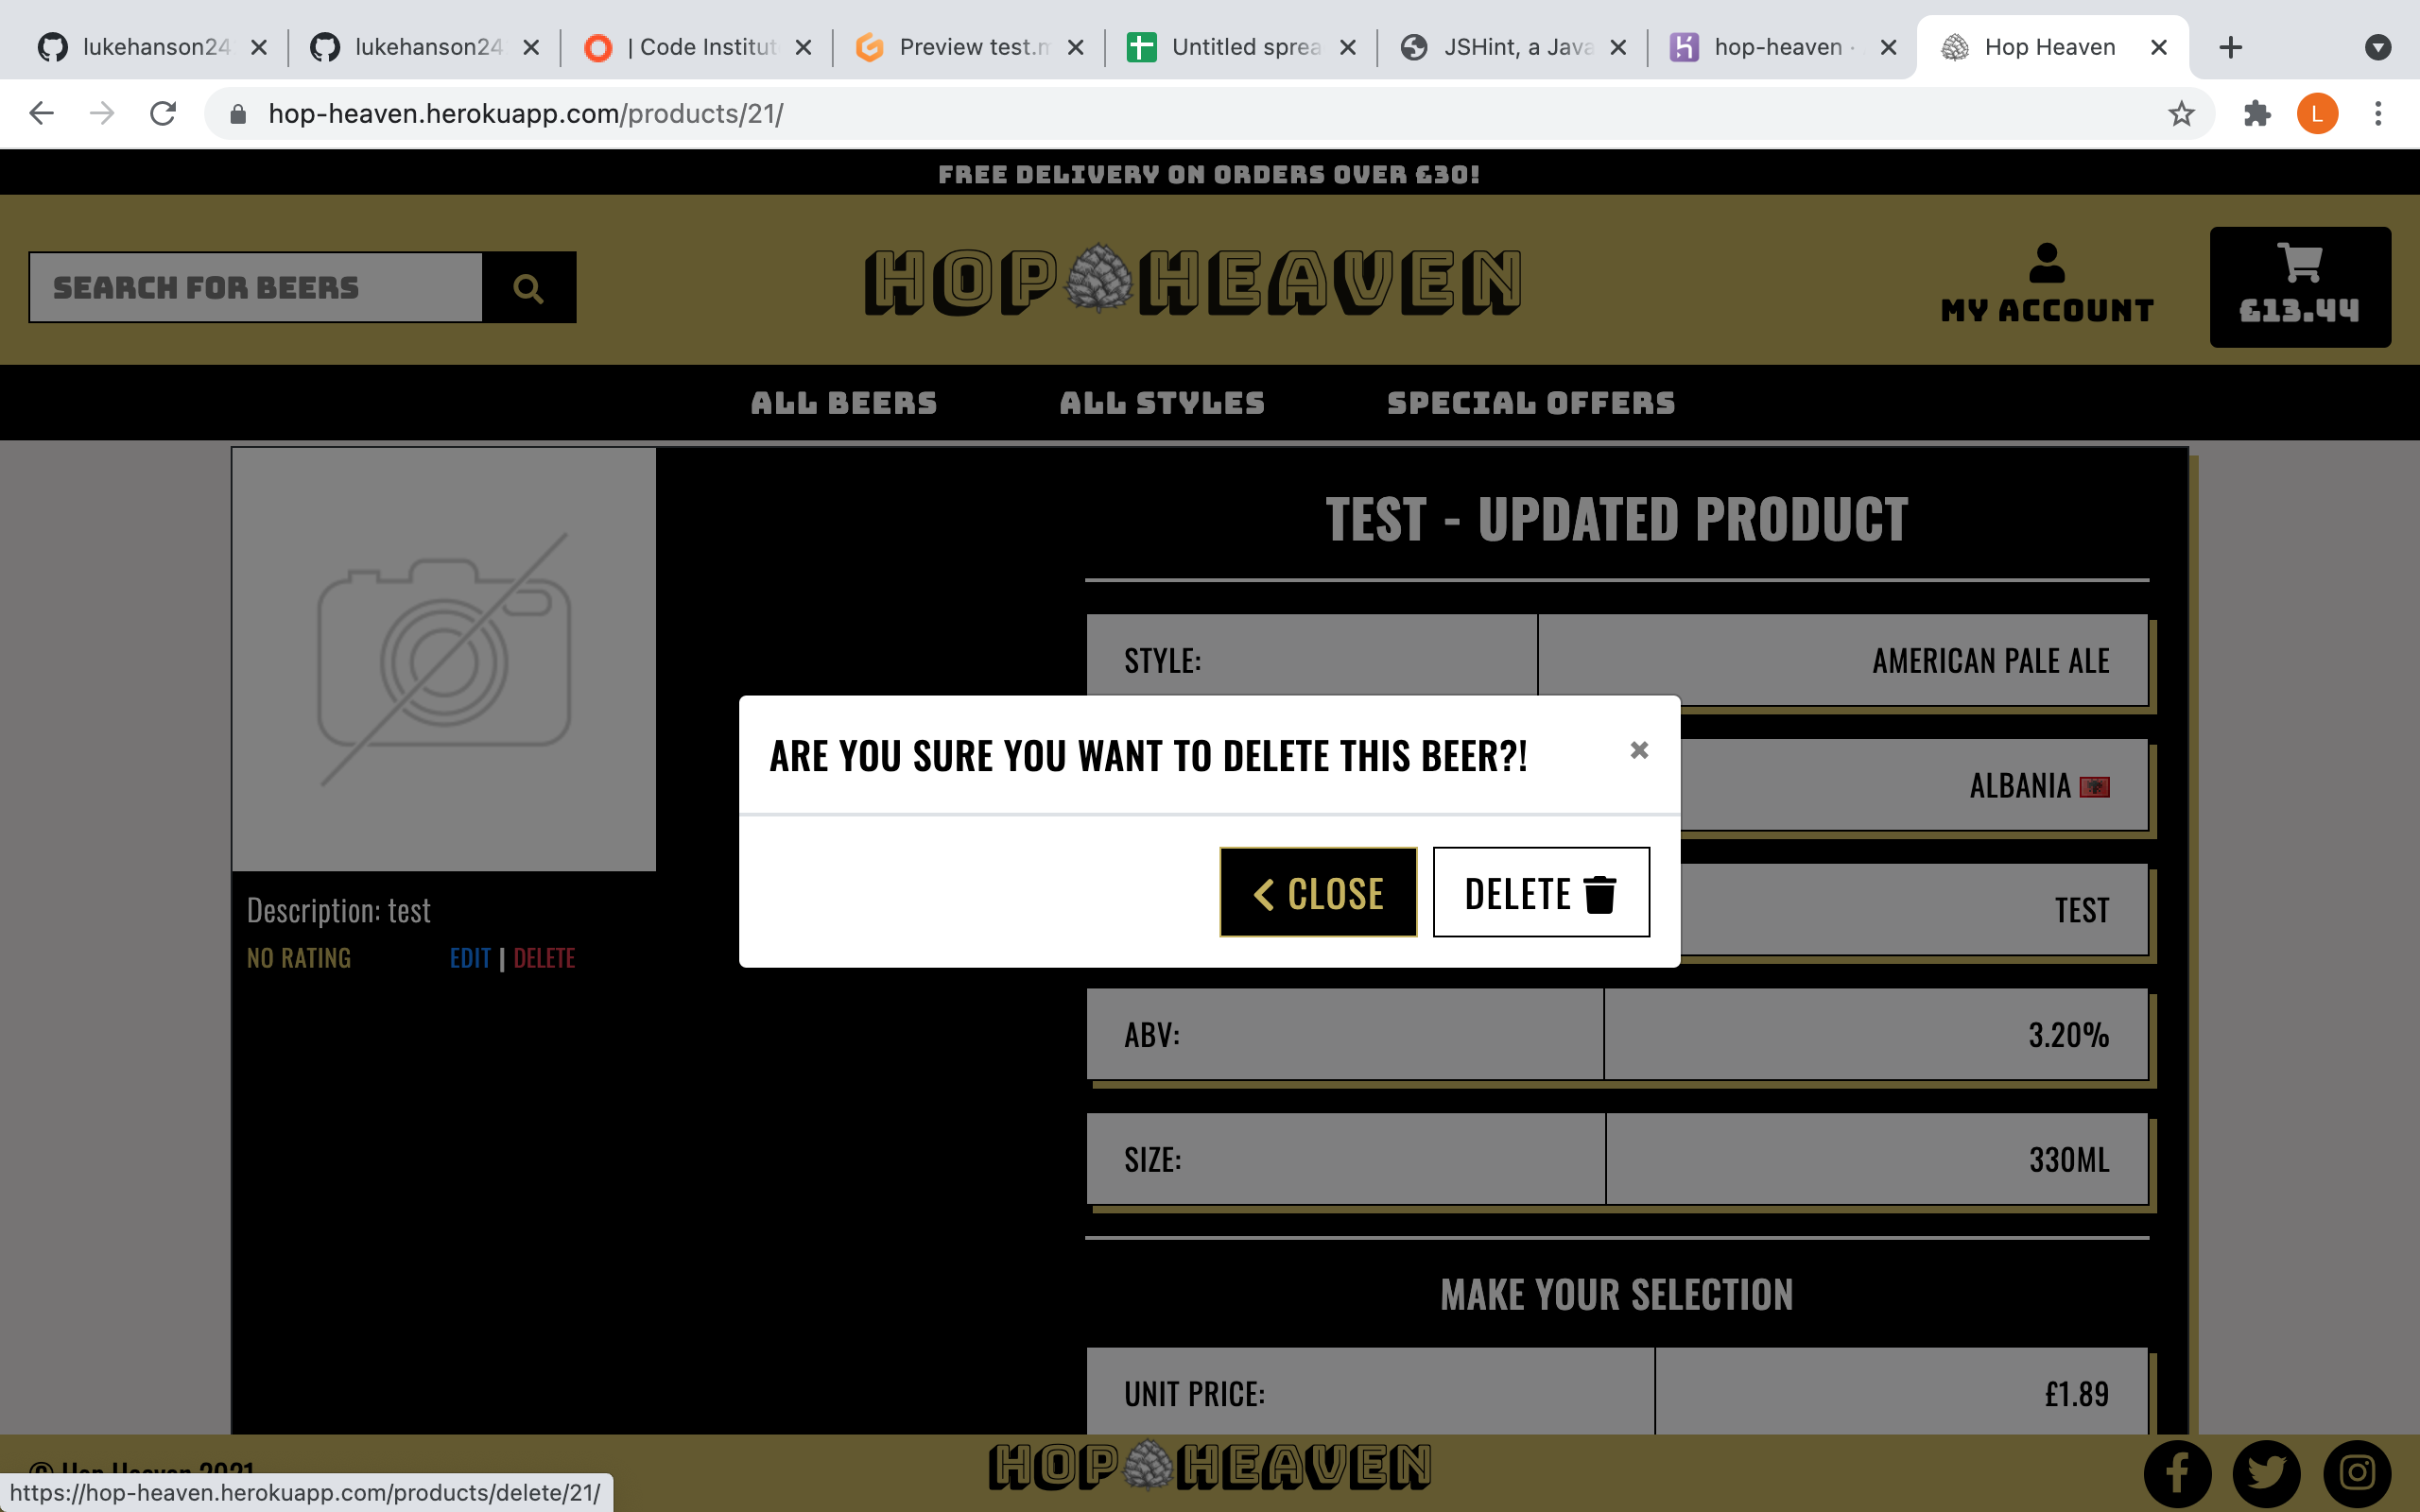 lukehanson24
lukehanson24
| Code Institut
Preview test.m
Untitled sprea
JSHint, a Java
hop-heaven ·
Hop Heaven
hop-heaven.herokuapp.com/products/21/
L
FREE DELIVERY ON ORDERS OVER £30!
SEARCH FOR BEERS
HOP HEAVEN
MY ACCOUNT
£13.44
ALL BEERS
ALL STYLES
SPECIAL OFFERS
TEST - UPDATED PRODUCT
STYLE:
AMERICAN PALE ALE
ARE YOU SURE YOU WANT TO DELETE THIS BEER?!
ALBANIA
CLOSE
DELETE
Description: test
TEST
NO RATING
EDIT | DELETE
ABV:
3.20%
SIZE:
330ML
MAKE YOUR SELECTION
UNIT PRICE:
£1.89
© Hop Heaven 2021
HOP HEAVEN
https://hop-heaven.herokuapp.com/products/delete/21/